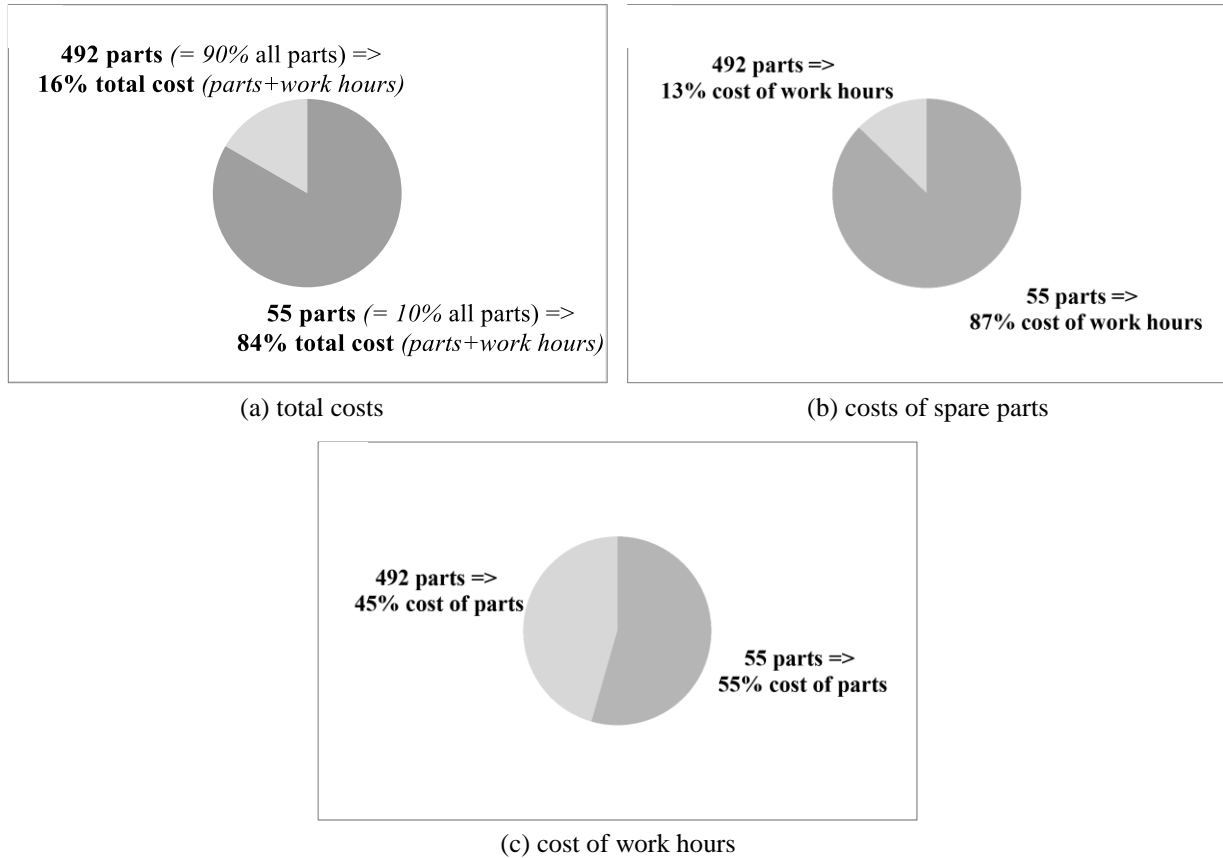 492 parts (= 90% all parts) =>
16% total cost (parts+work hours)
55 parts (= 10% all parts) =>
84% total cost (parts+work hours)
(a) total costs
492 parts =>
13% cost of work hours
55 parts =>
87% cost of work hours
(b) costs of spare parts
492 parts =>
45% cost of parts
55 parts =>
55% cost of parts
(c) cost of work hours